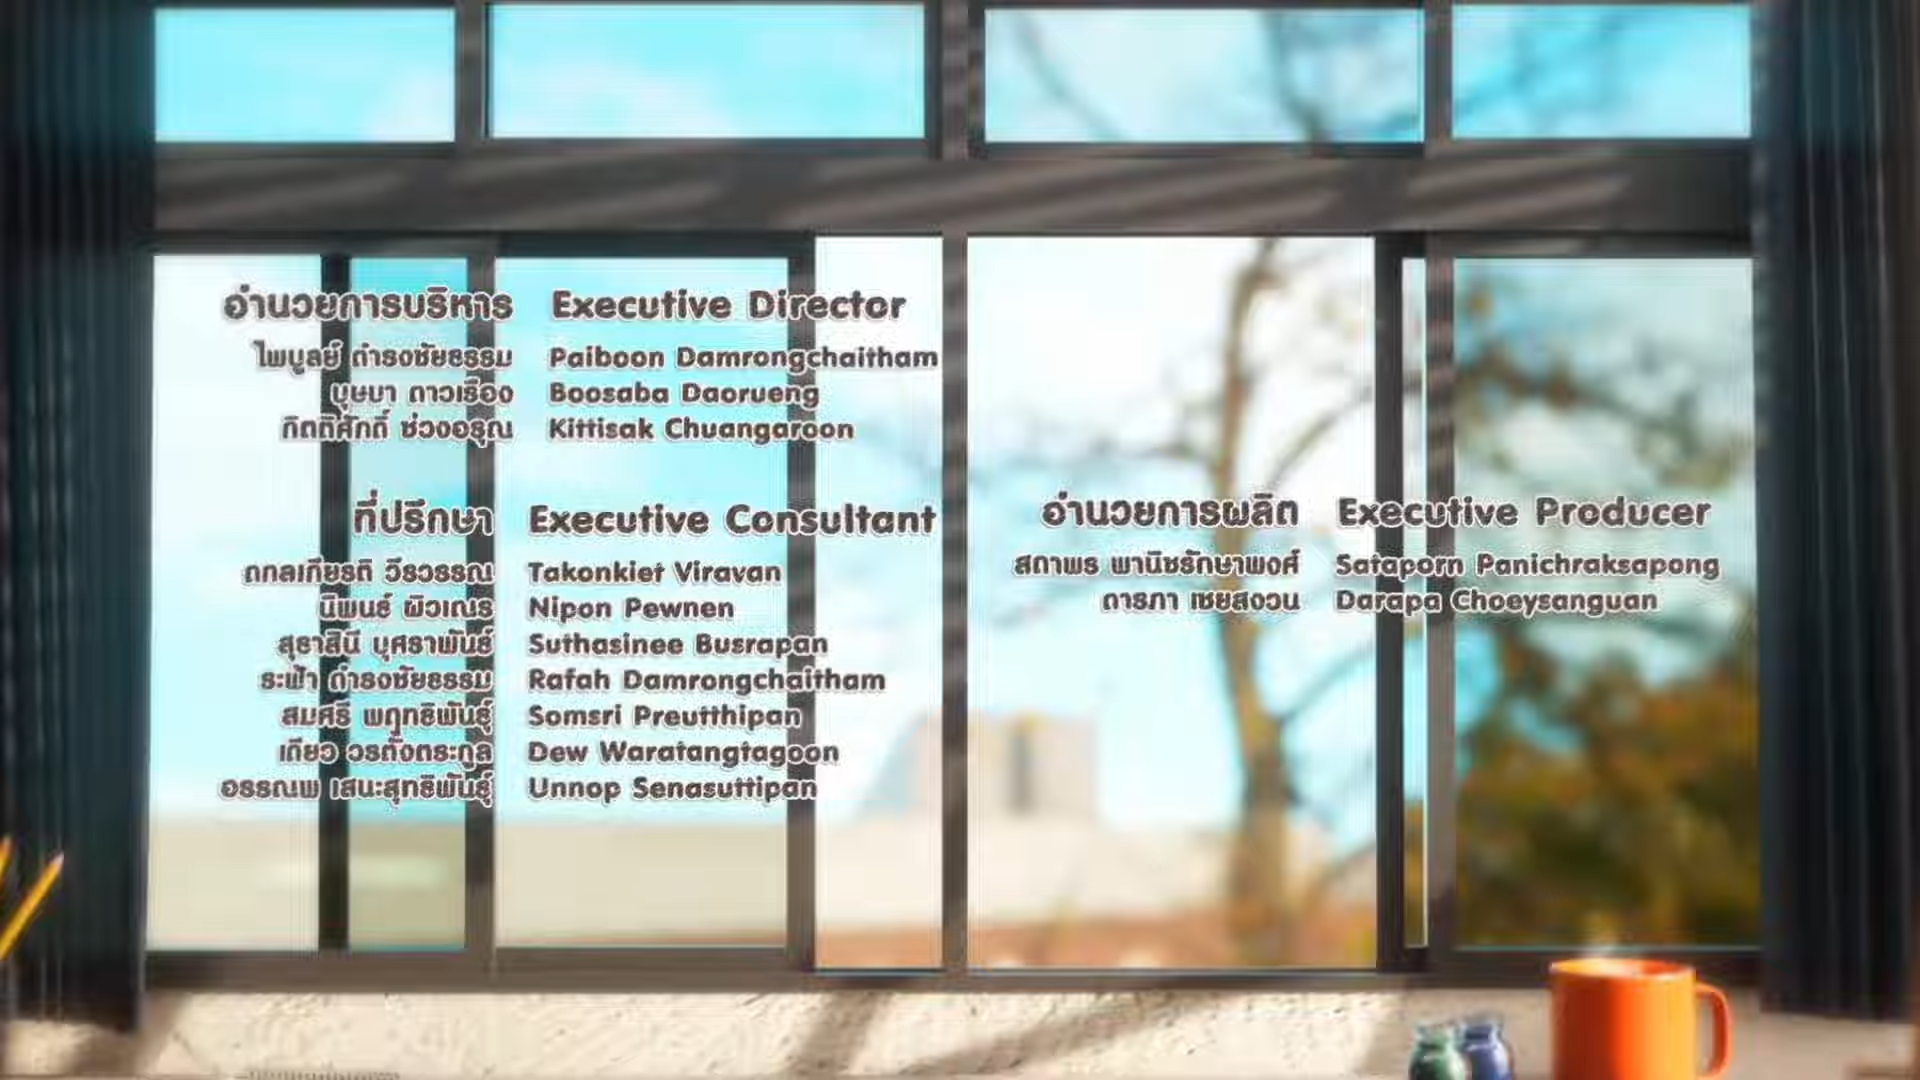 อำนวยการบริหาร Executive Director
ไพบูลย์ ดำรงชัยธรรม Paiboon Damrongchaitham
บุษบา ดาวเรือง Boosaba Daorueng
กิตติศักดิ์ ช่วงอรุณ Kittisak Chuangaroon
ที่ปรึกษา Executive Consultant
ถกลเกียรติ วีรวรรณ Takonkiet Viravan
นิพนธ์ ผิวเณร Nipon Pewnen
สุธาสินี บุศราพันธ์ Suthasinee Busrapan
ระฟ้า ดำรงชัยธรรม Rafah Damrongchaitham
สมศรี พฤทธิพันธุ์ Somsri Preutthipan
เดียว วรตั้งตระกูล Dew Waratangtagoon
อรรณพ เสนะสุทธิพันธุ์ Unnop Senasuttipan
อำนวยการผลิต Executive Producer
สถาพร พานิชรักษาพงศ์ Sataporn Panichraksapong
ดารภา เชยสงวน Darapa Choeysanguan